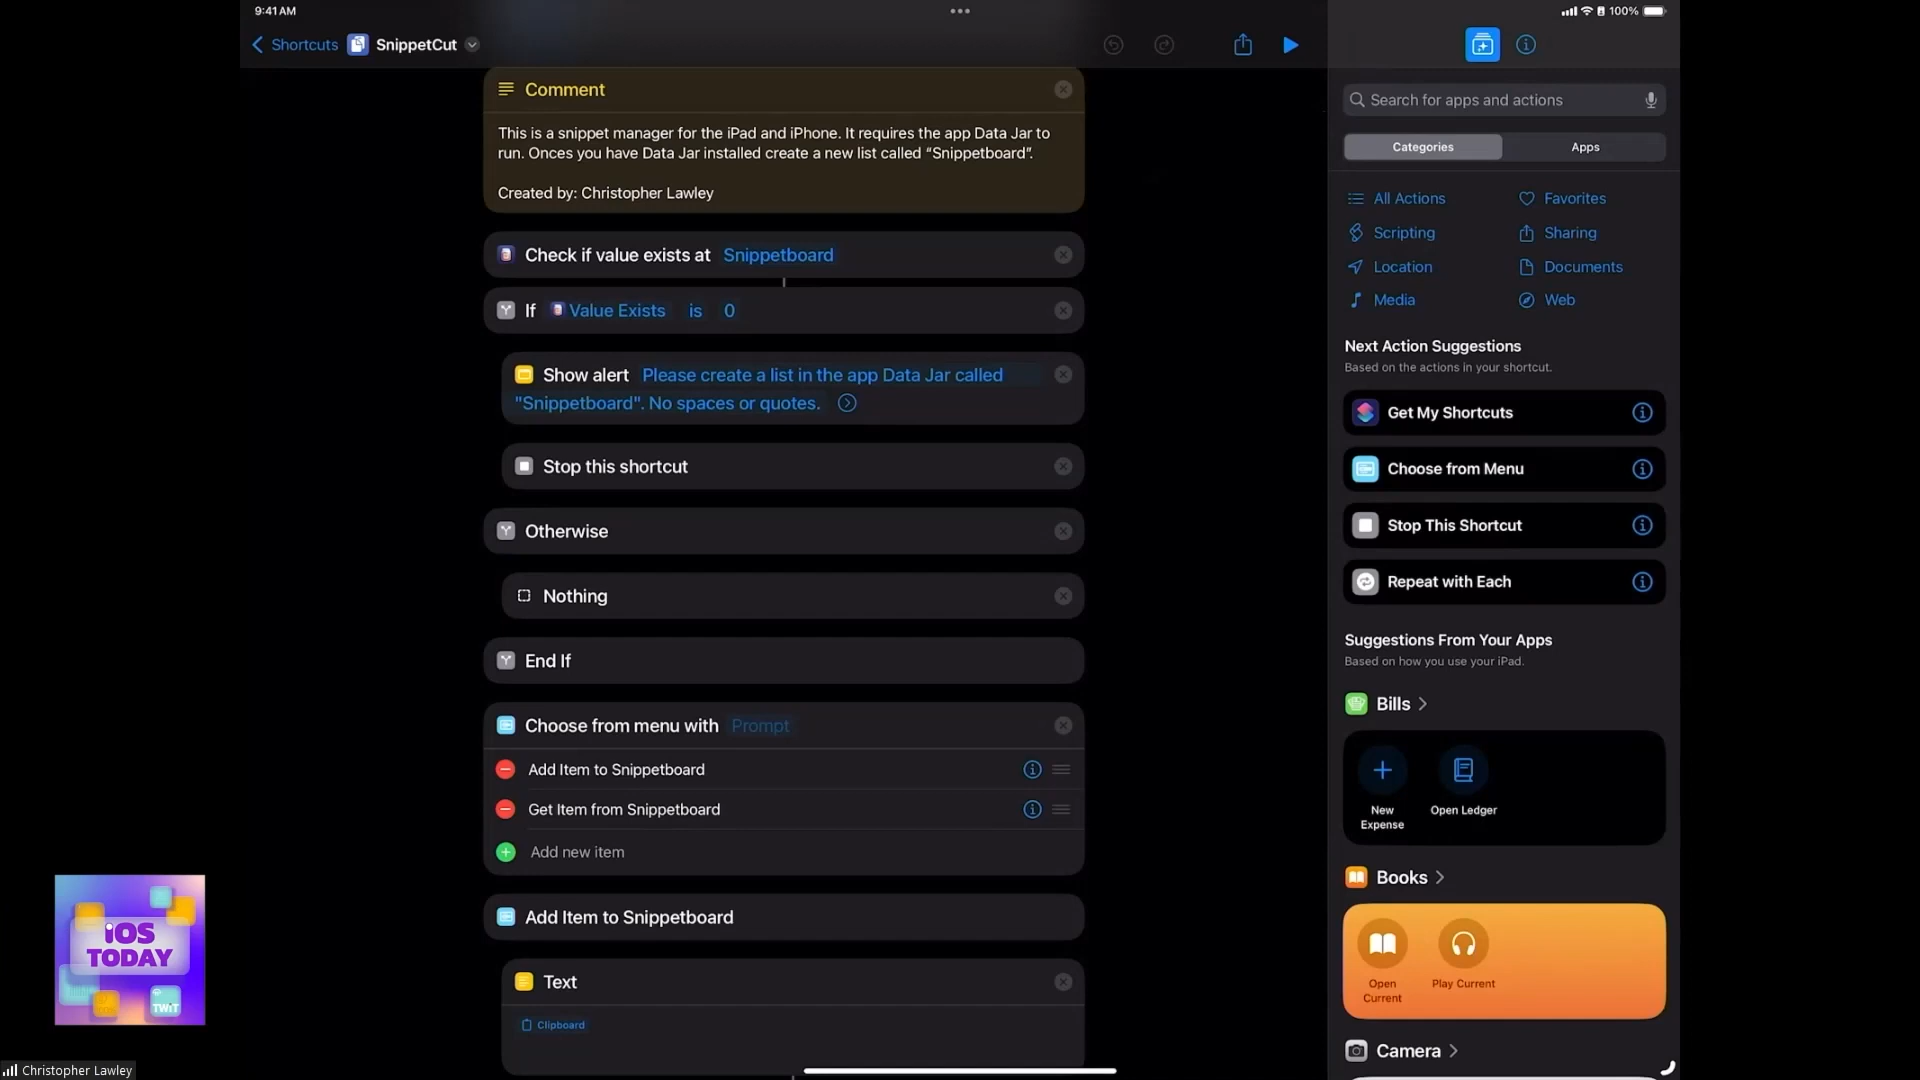 9:41 AM
100%
Shortcuts
SnippetCut
Comment
This is a snippet manager for the iPad and iPhone. It requires the app Data Jar to
run. Onces you have Data Jar installed create a new list called “Snippetboard”.
Created by: Christopher Lawley
Check if value exists at Snippetboard
If Value Exists is 0
Show alert Please create a list in the app Data Jar called
"Snippetboard". No spaces or quotes.
Stop this shortcut
Otherwise
Nothing
End If
Choose from menu with Prompt
Add Item to Snippetboard
Get Item from Snippetboard
Add new item
Add Item to Snippetboard
Text
Clipboard
Search for apps and actions
Categories
Apps
All Actions
Favorites
Scripting
Sharing
Location
Documents
Media
Web
Next Action Suggestions
Based on the actions in your shortcut.
Get My Shortcuts
Choose from Menu
Stop This Shortcut
Repeat with Each
Suggestions From Your Apps
Based on how you use your iPad.
Bills
New
Expense
Open Ledger
Books
Open
Current
Play Current
Camera
iOS
TODAY
TWiT
Christopher Lawley